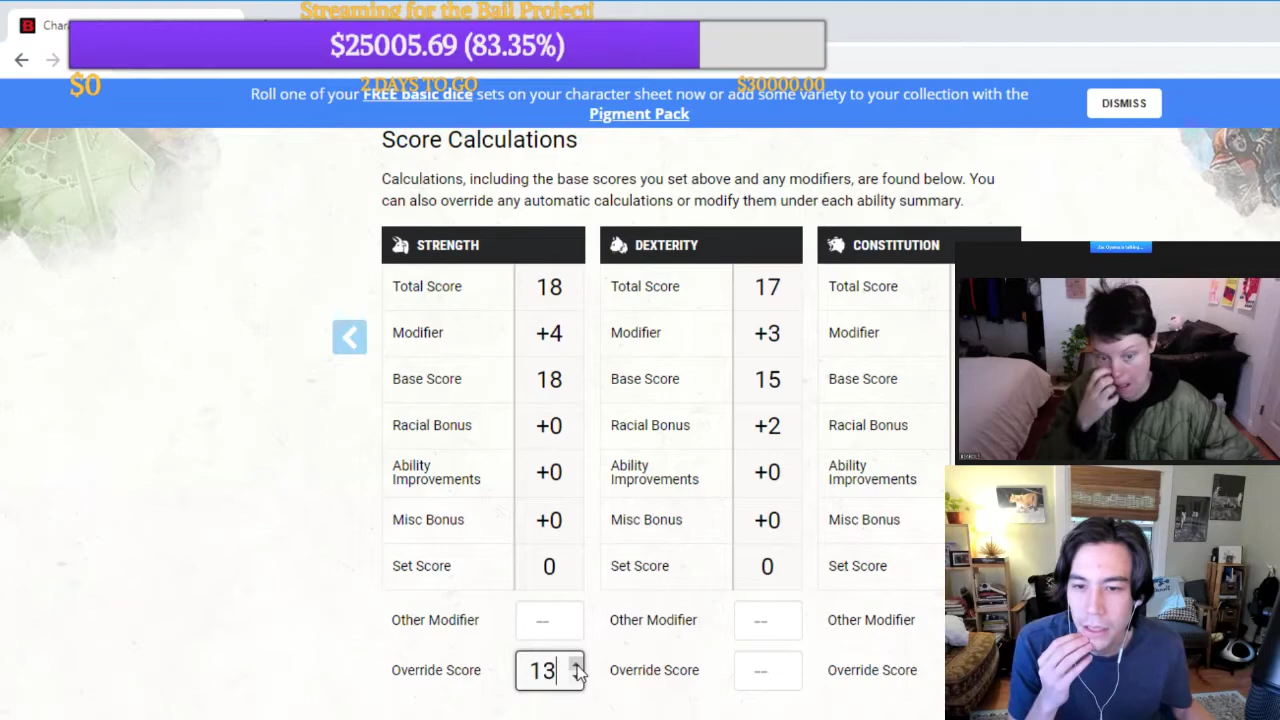 Streaming for the Bail Project!
Char
$25005.69 (83.35%)
$0
2 DAYS TO GO
$30000.00
Roll one of your FREE basic dice sets on your character sheet now or add some variety to your collection with the
Pigment Pack
DISMISS
Score Calculations
Calculations, including the base scores you set above and any modifiers, are found below. You
can also override any automatic calculations or modify them under each ability summary.
STRENGTH
Total Score 18
Modifier +4
Base Score 18
Racial Bonus +0
Ability
Improvements +0
Misc Bonus +0
Set Score 0
Other Modifier --
Override Score 13
DEXTERITY
Total Score 17
Modifier +3
Base Score 15
Racial Bonus +2
Ability
Improvements +0
Misc Bonus +0
Set Score 0
Other Modifier --
Override Score --
CONSTITUTION
Total Score
Modifier
Base Score
Racial Bonus
Ability
Improvements
Misc Bonus
Set Score
Other Modifier
Override Score